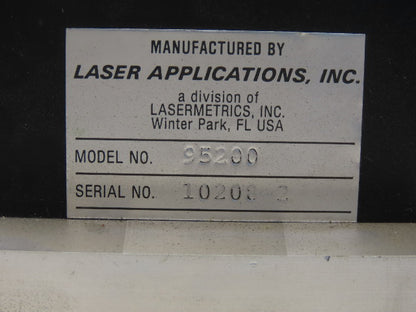 MANUFACTURED BY
LASER APPLICATIONS, INC.
a division of
LASERMETRICS, INC.
Winter Park, FL USA
MODEL NO. 95200
SERIAL NO. 10208 2